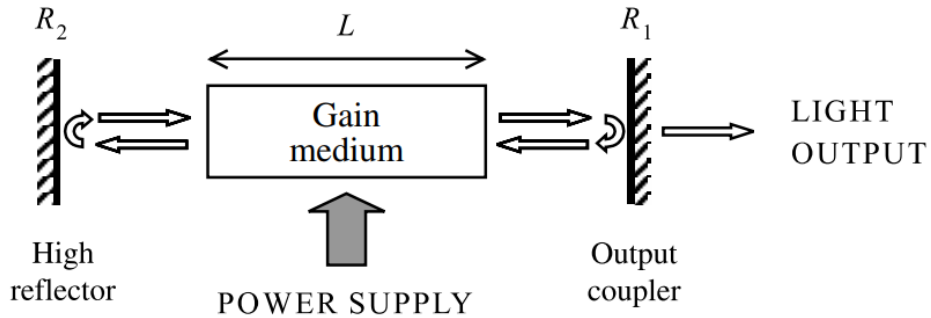 R2
L
R1
Gain
medium
LIGHT
OUTPUT
High
reflector
POWER SUPPLY
Output
coupler